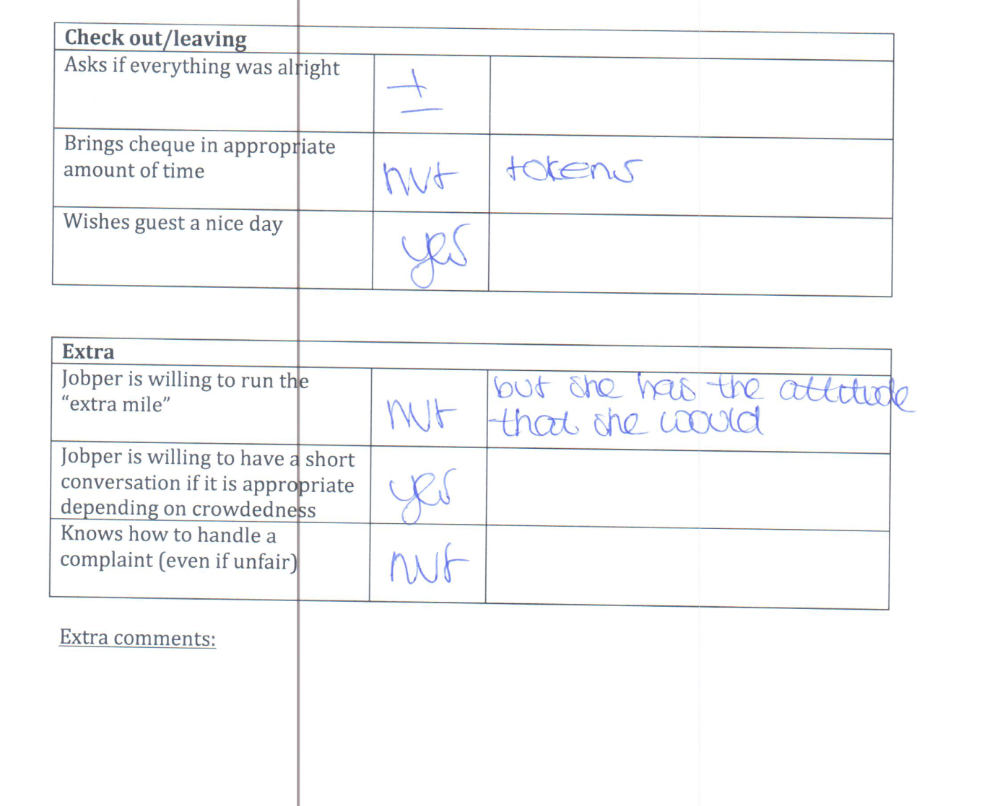 Check out/leaving
Asks if everything was alright
±
Brings cheque in appropriate
amount of time
nvt
tokens
Wishes guest a nice day
yes
Extra
Jobper is willing to run the
“extra mile”
nvt
but she has the attitude
that she would
Jobper is willing to have a short
conversation if it is appropriate
depending on crowdedness
yes
Knows how to handle a
complaint (even if unfair)
nvt
Extra comments: